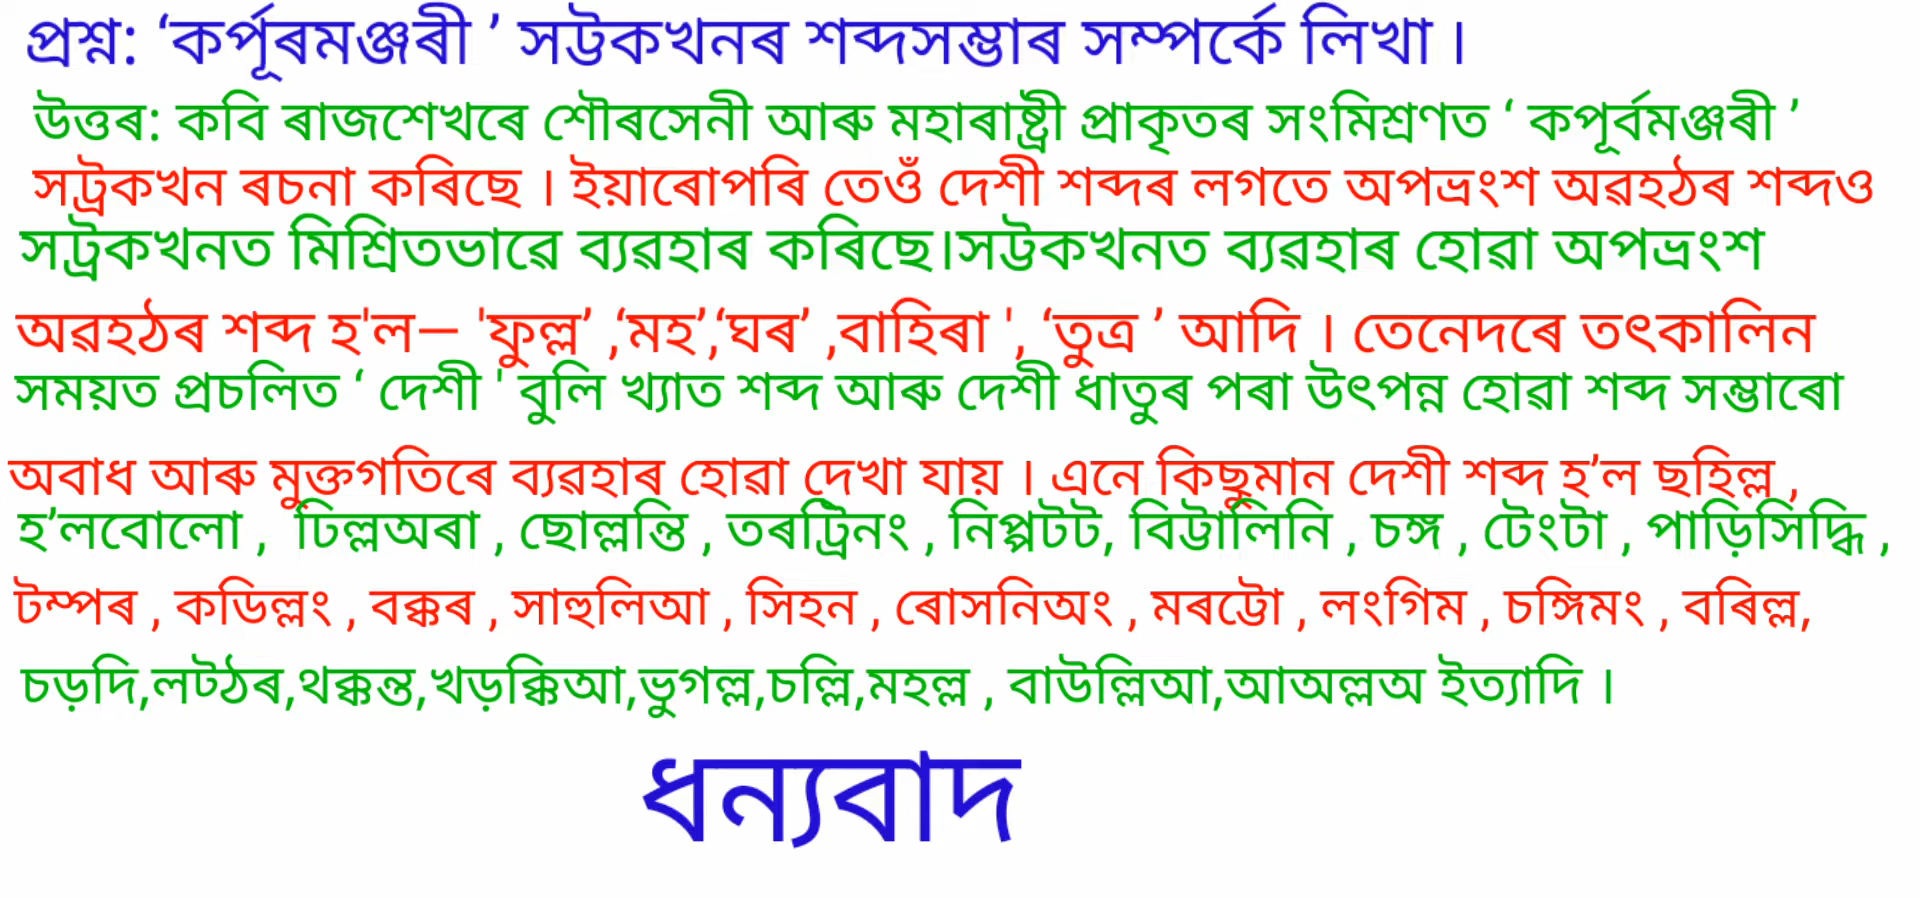 প্ৰশ্ন: ‘কৰ্পূৰমঞ্জৰী ’ সট্টকখনৰ শব্দসম্ভাৰ সম্পৰ্কে লিখা ।
উত্তৰ: কবি ৰাজশেখৰে শৌৰসেনী আৰু মহাৰাষ্ট্ৰী প্ৰাকৃতৰ সংমিশ্ৰণত ‘ কপূৰ্বমঞ্জৰী ’
সট্ৰকখন ৰচনা কৰিছে । ইয়াৰোপৰি তেওঁ দেশী শব্দৰ লগতে অপভ্ৰংশ অৱহঠৰ শব্দও
সট্ৰকখনত মিশ্ৰিতভাৱে ব্যৱহাৰ কৰিছে।সট্টকখনত ব্যৱহাৰ হোৱা অপভ্ৰংশ
অৱহঠৰ শব্দ হ'ল— 'ফুল্ল’ ,‘মহ’,‘ঘৰ’ ,বাহিৰা ', ‘তুত্ৰ ’ আদি । তেনেদৰে তৎকালিন
সময়ত প্ৰচলিত ‘ দেশী ' বুলি খ্যাত শব্দ আৰু দেশী ধাতুৰ পৰা উৎপন্ন হোৱা শব্দ সম্ভাৰো
অবাধ আৰু মুক্তগতিৰে ব্যৱহাৰ হোৱা দেখা যায় । এনে কিছুমান দেশী শব্দ হ’ল ছহিল্ল ,
হ’লবোলো , ঢিল্লঅৰা , ছোল্লন্তি , তৰট্ৰিনং , নিপ্পটট, বিট্টালিনি , চঙ্গ , টেংটা , পাড়িসিদ্ধি ,
টম্পৰ , কডিল্লং , বক্কৰ , সাহুলিআ , সিহন , ৰোসনিঅং , মৰট্টো , লংগিম , চঙ্গিমং , বৰিল্ল,
চড়দি,লটঠৰ,থক্কন্ত,খড়ক্কিআ,ভুগল্ল,চল্লি,মহল্ল , বাউল্লিআ,আঅল্লঅ ইত্যাদি ।
ধন্যবাদ